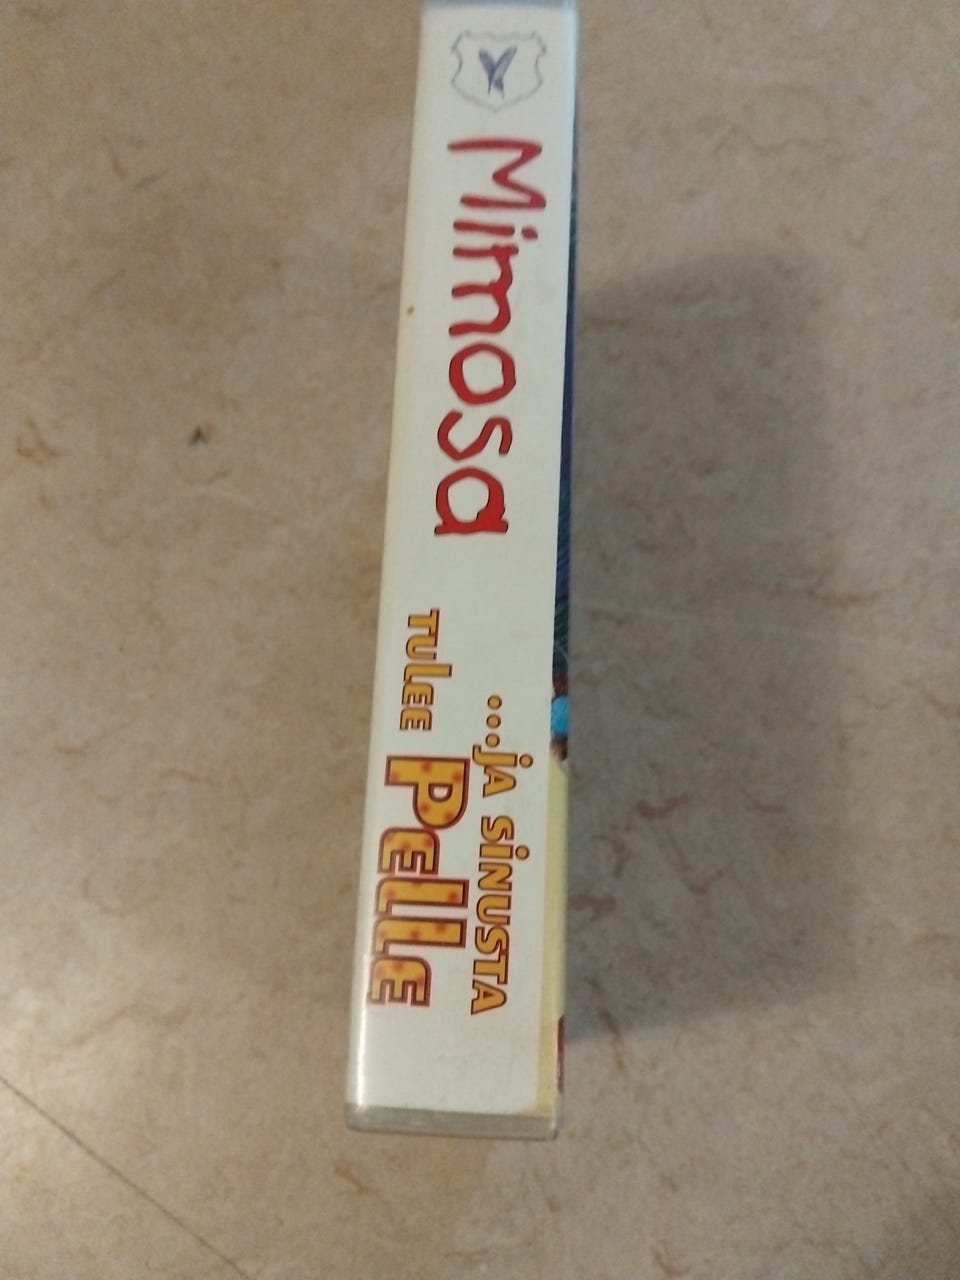 Mimosa
...ja sinusta
tulee Pelle